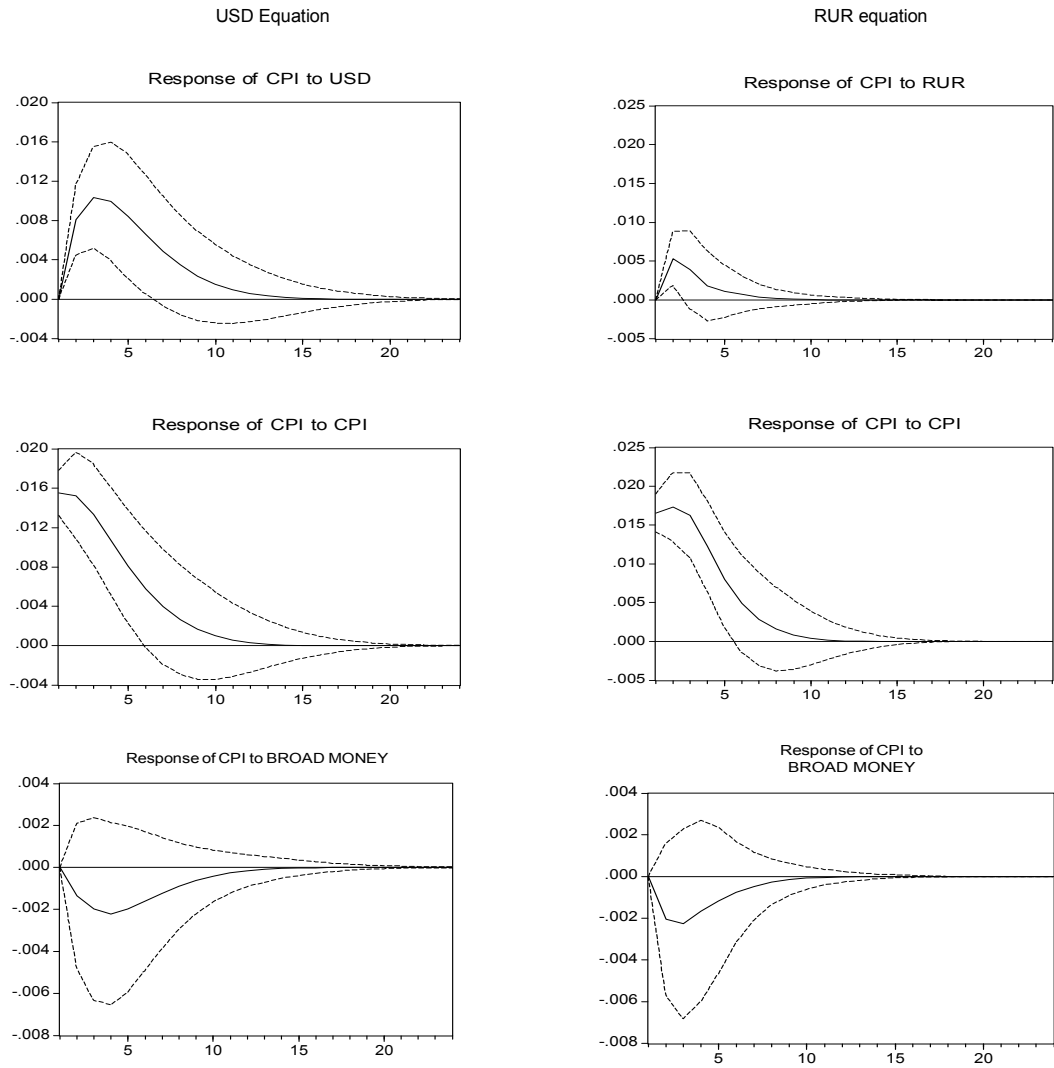 USD Equation
RUR equation
Response of CPI to USD
.020
.016
.012
.008
.004
.000
-.004
5 10 15 20
Response of CPI to RUR
.025
.020
.015
.010
.005
.000
-.005
5 10 15 20
Response of CPI to CPI
.020
.016
.012
.008
.004
.000
-.004
5 10 15 20
Response of CPI to CPI
.025
.020
.015
.010
.005
.000
-.005
5 10 15 20
Response of CPI to BROAD MONEY
.004
.002
.000
-.002
-.004
-.006
-.008
5 10 15 20
Response of CPI to
BROAD MONEY
.004
.002
.000
-.002
-.004
-.006
-.008
5 10 15 20